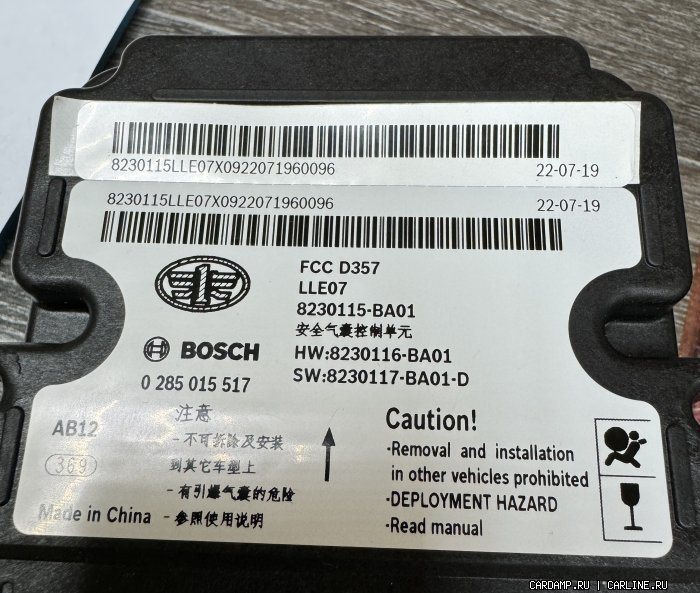 8230115LLE07X0922071960096 22-07-19
8230115LLE07X0922071960096 22-07-19
FCC D357
LLE07
8230115-BA01
安全气囊控制单元
HW:8230116-BA01
SW:8230117-BA01-D
BOSCH
0 285 015 517
AB12
369
Made in China
注意
-不可拆除及安装
到其它车型上
-有引爆气囊的危险
-参照使用说明
Caution!
·Removal and installation
in other vehicles prohibited
·DEPLOYMENT HAZARD
·Read manual
CARDAMP.RU | CARLINE.RU